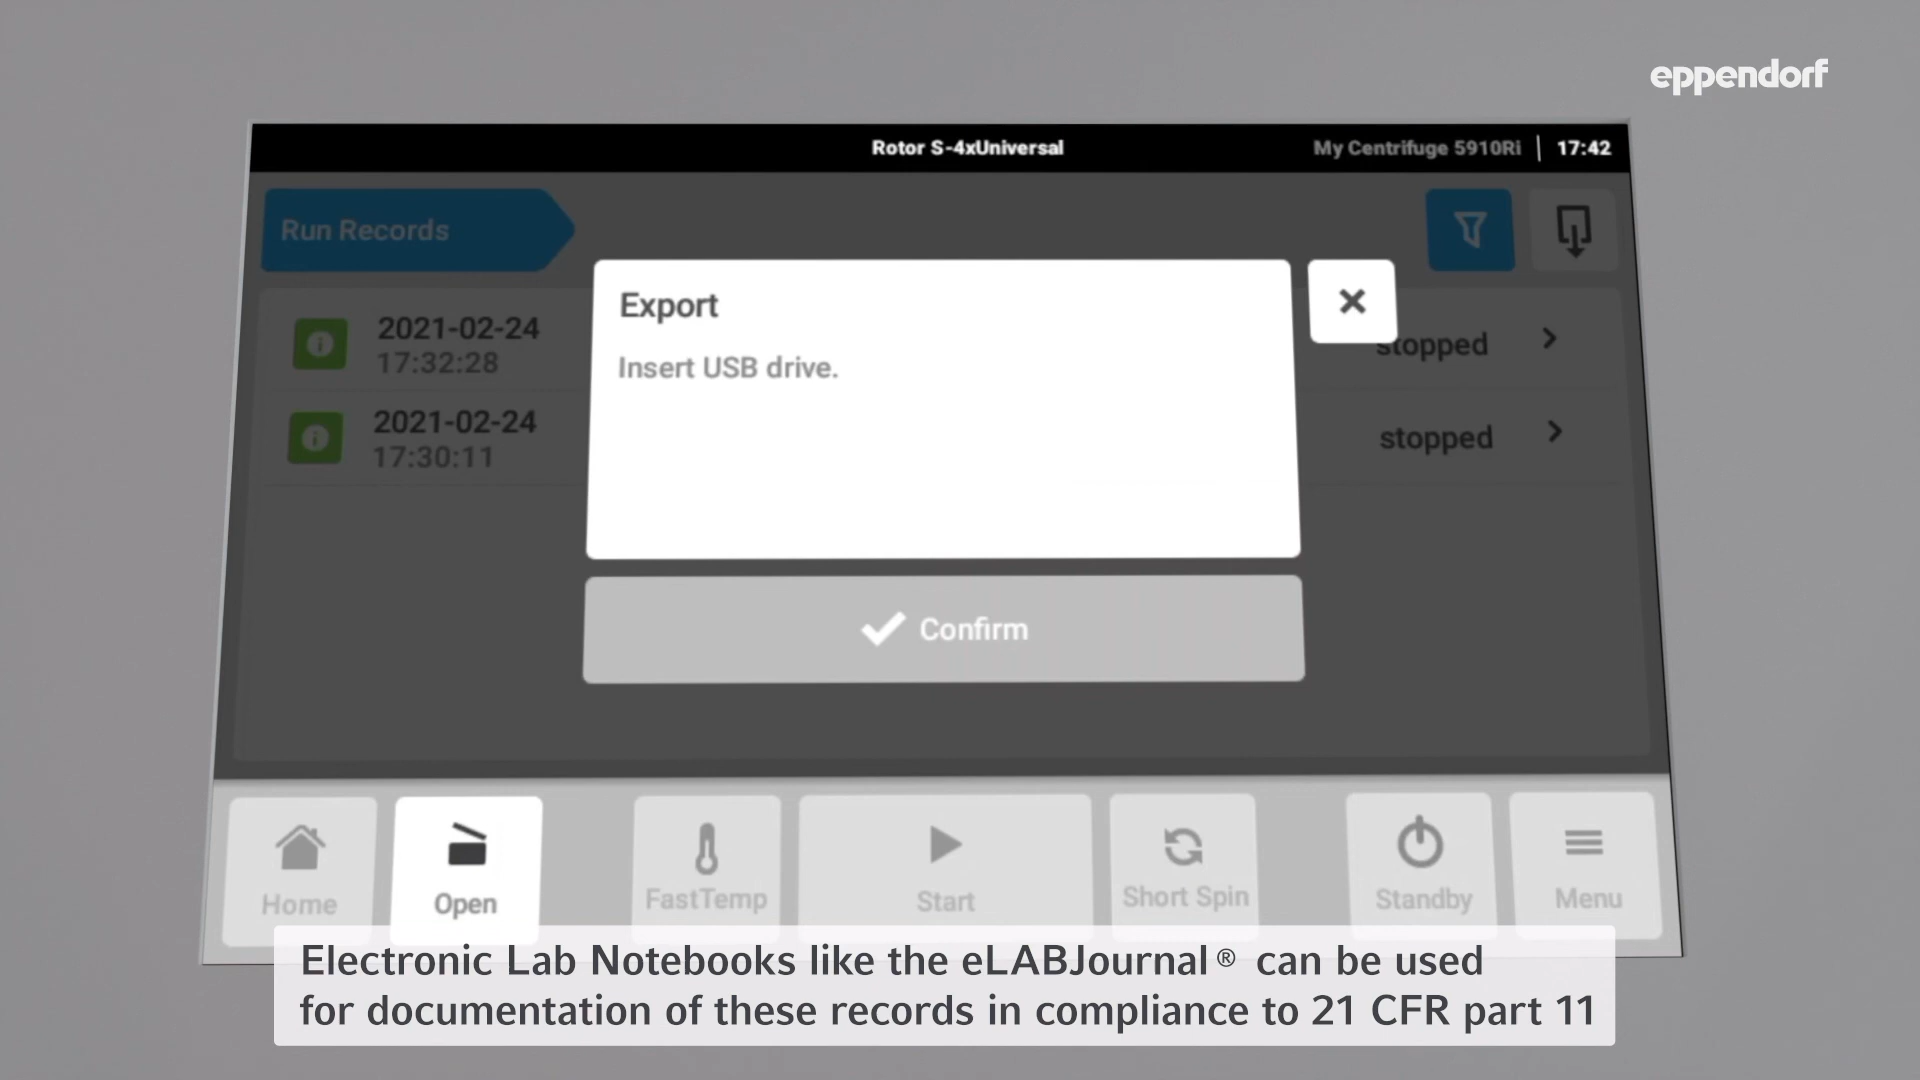 eppendorf
Rotor S-4xUniversal
My Centrifuge 5910Ri | 17:42
Run Records
2021-02-24
17:32:28
stopped
2021-02-24
17:30:11
stopped
Export
Insert USB drive.
Confirm
Home
Open
FastTemp
Start
Short Spin
Standby
Menu
Electronic Lab Notebooks like the eLABJournal® can be used
for documentation of these records in compliance to 21 CFR part 11